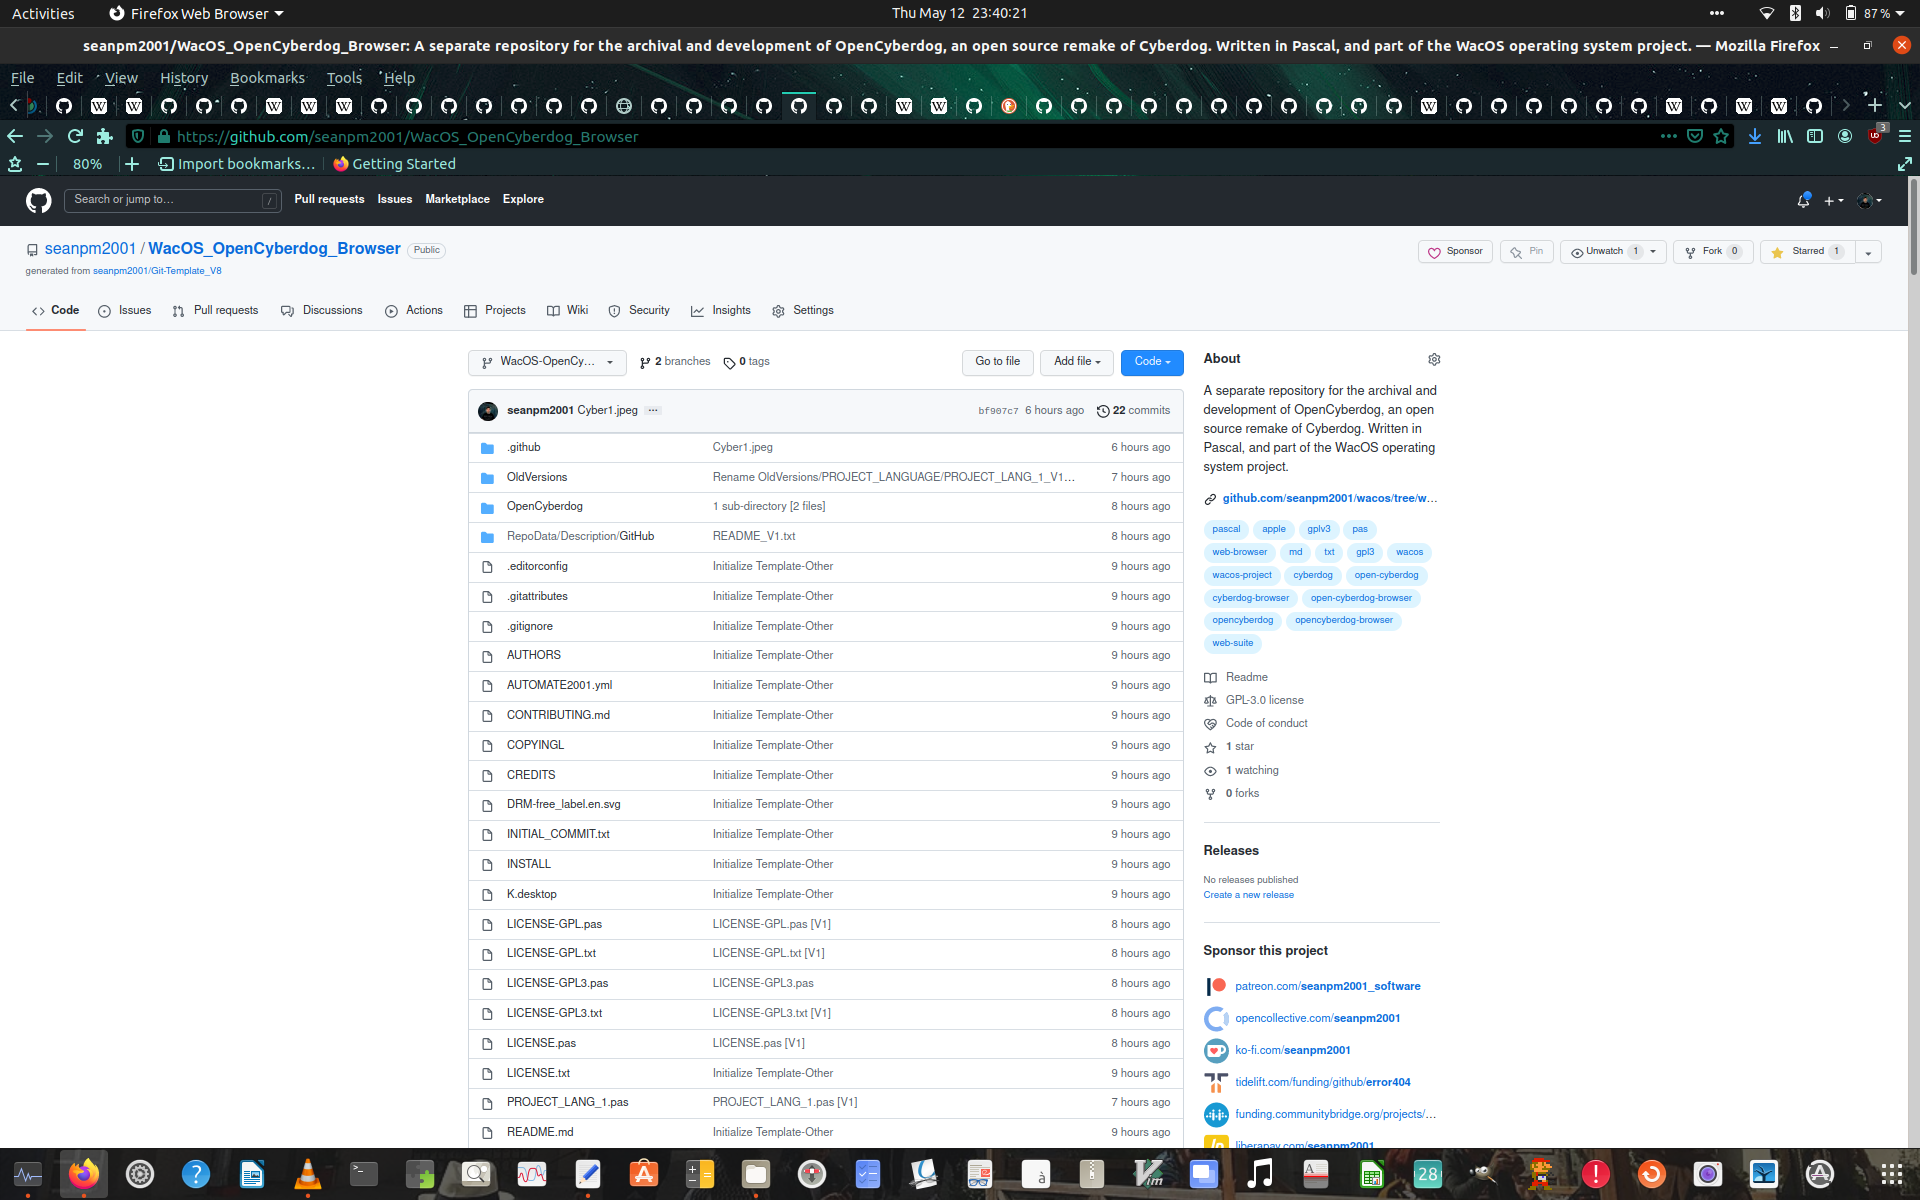 Activities
Firefox Web Browser
Thu May 12 23:40:21
87 %
seanpm2001/WacOS_OpenCyberdog_Browser: A separate repository for the archival and development of OpenCyberdog, an open source remake of Cyberdog. Written in Pascal, and part of the WacOS operating system project. — Mozilla Firefox
File Edit View History Bookmarks Tools Help
https://github.com/seanpm2001/WacOS_OpenCyberdog_Browser
3
80%
Import bookmarks…
Getting Started
Search or jump to…
/
Pull requests Issues Marketplace Explore
seanpm2001 / WacOS_OpenCyberdog_Browser Public
generated from seanpm2001/Git-Template_V8
Sponsor
Pin
Unwatch 1
Fork 0
Starred 1
Code Issues Pull requests Discussions Actions Projects Wiki Security Insights Settings
WacOS-OpenCy…
2 branches
0 tags
Go to file
Add file
Code
seanpm2001 Cyber1.jpeg
bf907c7 6 hours ago
22 commits
.github Cyber1.jpeg 6 hours ago
OldVersions Rename OldVersions/PROJECT_LANGUAGE/PROJECT_LANG_1_V1… 7 hours ago
OpenCyberdog 1 sub-directory [2 files] 8 hours ago
RepoData/Description/GitHub README_V1.txt 8 hours ago
.editorconfig Initialize Template-Other 9 hours ago
.gitattributes Initialize Template-Other 9 hours ago
.gitignore Initialize Template-Other 9 hours ago
AUTHORS Initialize Template-Other 9 hours ago
AUTOMATE2001.yml Initialize Template-Other 9 hours ago
CONTRIBUTING.md Initialize Template-Other 9 hours ago
COPYINGL Initialize Template-Other 9 hours ago
CREDITS Initialize Template-Other 9 hours ago
DRM-free_label.en.svg Initialize Template-Other 9 hours ago
INITIAL_COMMIT.txt Initialize Template-Other 9 hours ago
INSTALL Initialize Template-Other 9 hours ago
K.desktop Initialize Template-Other 9 hours ago
LICENSE-GPL.pas LICENSE-GPL.pas [V1] 8 hours ago
LICENSE-GPL.txt LICENSE-GPL.txt [V1] 8 hours ago
LICENSE-GPL3.pas LICENSE-GPL3.pas 8 hours ago
LICENSE-GPL3.txt LICENSE-GPL3.txt [V1] 8 hours ago
LICENSE.pas LICENSE.pas [V1] 8 hours ago
LICENSE.txt Initialize Template-Other 9 hours ago
PROJECT_LANG_1.pas PROJECT_LANG_1.pas [V1] 7 hours ago
README.md Initialize Template-Other 9 hours ago
About
A separate repository for the archival and
development of OpenCyberdog, an open
source remake of Cyberdog. Written in
Pascal, and part of the WacOS operating
system project.
github.com/seanpm2001/wacos/tree/w…
pascal apple gplv3 pas
web-browser md txt gpl3 wacos
wacos-project cyberdog open-cyberdog
cyberdog-browser open-cyberdog-browser
opencyberdog opencyberdog-browser
web-suite
Readme
GPL-3.0 license
Code of conduct
1 star
1 watching
0 forks
Releases
No releases published
Create a new release
Sponsor this project
patreon.com/seanpm2001_software
opencollective.com/seanpm2001
ko-fi.com/seanpm2001
tidelift.com/funding/github/error404
funding.communitybridge.org/projects/…
liberapay.com/seanpm2001
28